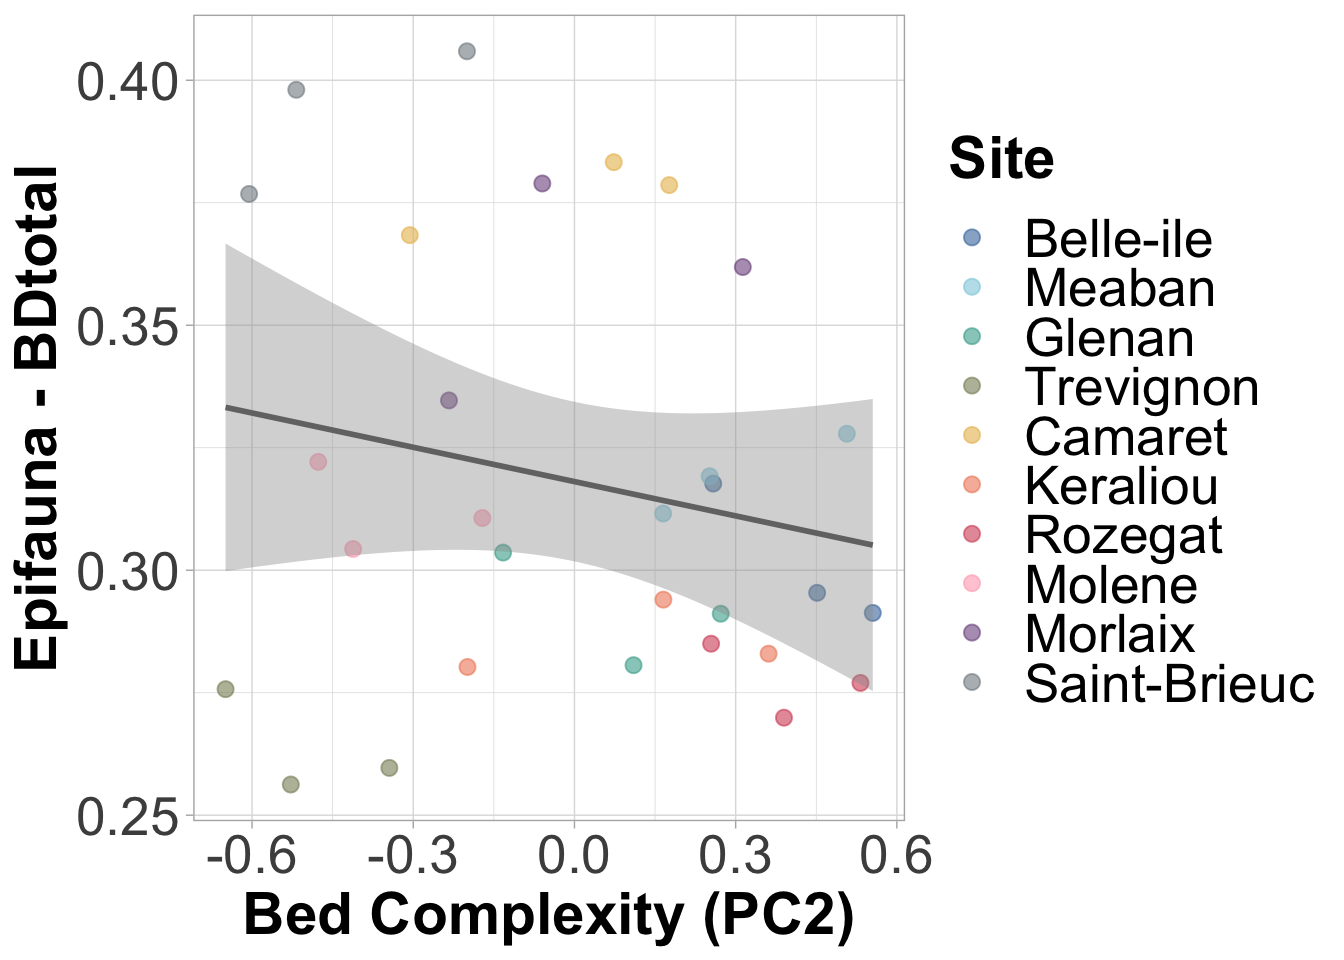 Epifauna - BDtotal
0.40
0.35
0.30
0.25
-0.6 -0.3 0.0 0.3 0.6
Bed Complexity (PC2)
Site
Belle-ile
Meaban
Glenan
Trevignon
Camaret
Keraliou
Rozegat
Molene
Morlaix
Saint-Brieuc